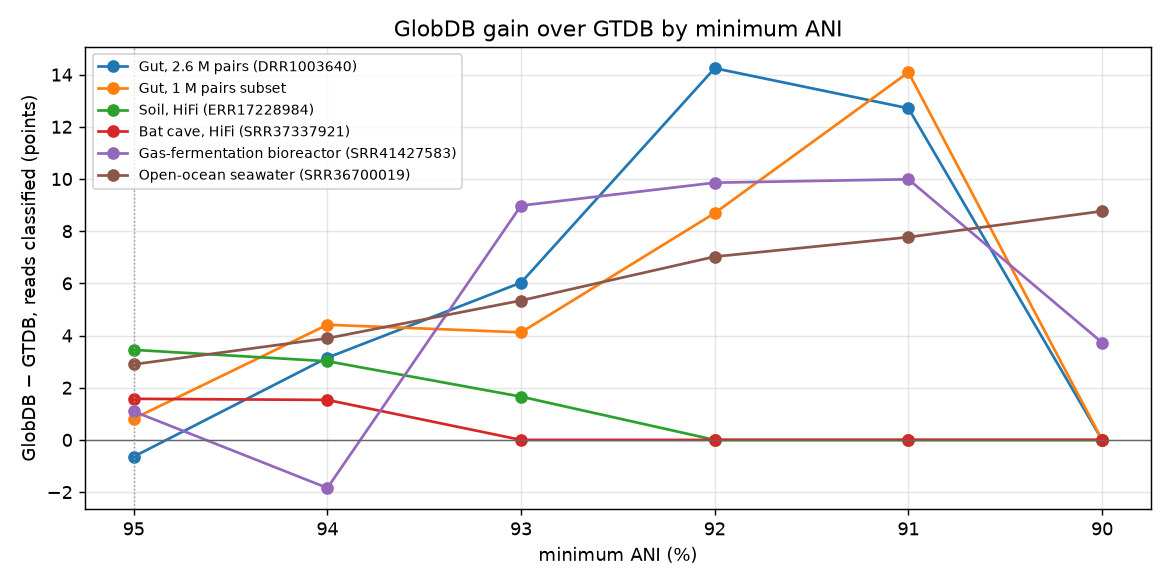 GlobDB gain over GTDB by minimum ANI
Gut, 2.6 M pairs (DRR1003640)
Gut, 1 M pairs subset
Soil, HiFi (ERR17228984)
Bat cave, HiFi (SRR37337921)
Gas-fermentation bioreactor (SRR41427583)
Open-ocean seawater (SRR36700019)
GlobDB − GTDB, reads classified (points)
14
12
10
8
6
4
2
0
−2
95 94 93 92 91 90
minimum ANI (%)